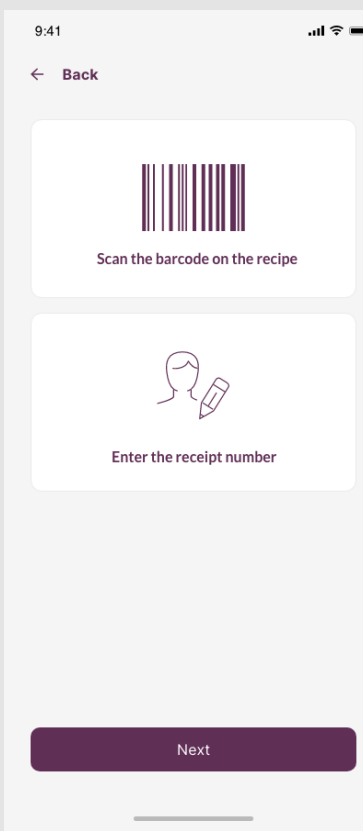 9:41
Back
Scan the barcode on the recipe
Enter the receipt number
Next